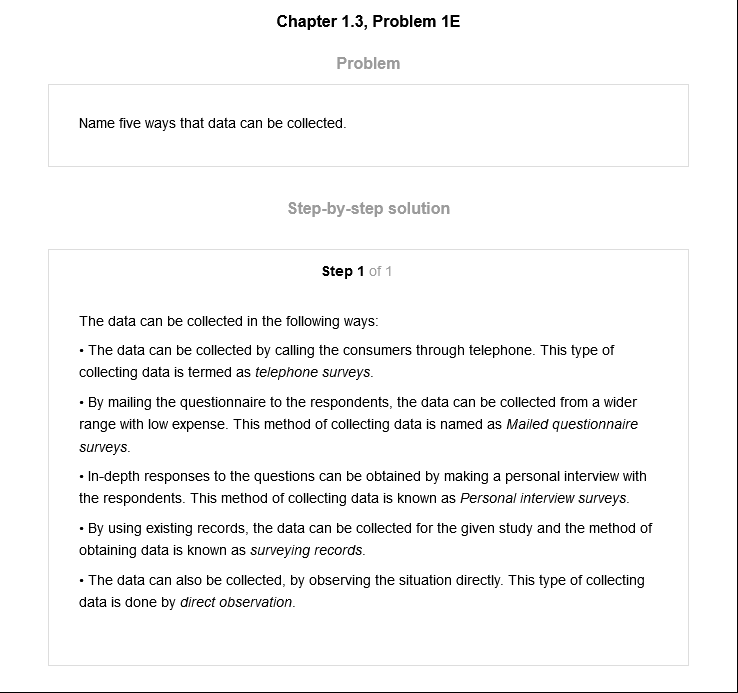 Chapter 1.3, Problem 1E
Problem
Name five ways that data can be collected.
Step-by-step solution
Step 1 of 1
The data can be collected in the following ways:
• The data can be collected by calling the consumers through telephone. This type of
collecting data is termed as telephone surveys.
• By mailing the questionnaire to the respondents, the data can be collected from a wider
range with low expense. This method of collecting data is named as Mailed questionnaire
surveys.
• In-depth responses to the questions can be obtained by making a personal interview with
the respondents. This method of collecting data is known as Personal interview surveys.
• By using existing records, the data can be collected for the given study and the method of
obtaining data is known as surveying records.
• The data can also be collected, by observing the situation directly. This type of collecting
data is done by direct observation.